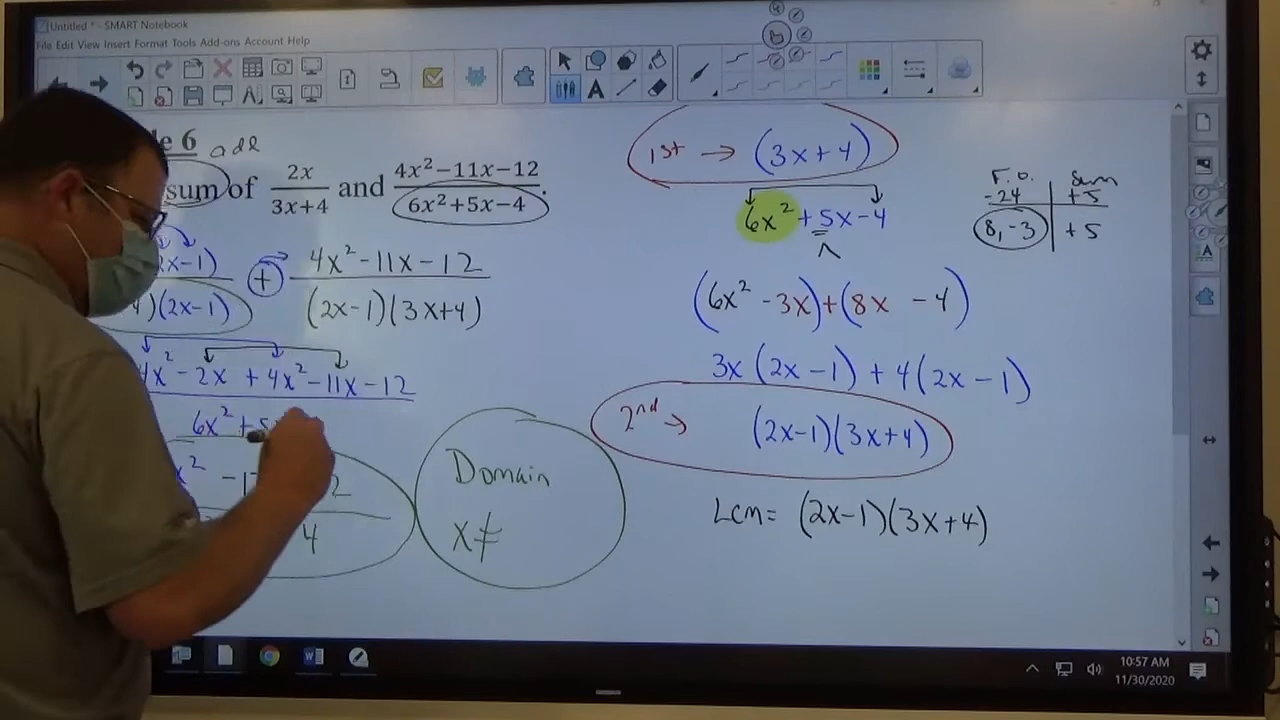 Untitled * - SMART Notebook
File Edit View Insert Format Tools Add-ons Account Help
e 6 add
sum of 2x/3x+4 and 4x²−11x−12/6x²+5x−4.
x-1) + 4x²-11x-12
)(2x-1) (2x-1)(3x+4)
4x²-2x+4x²-11x-12
6x²+5
x² -1 2
4
Domain
x≠
1st → (3x+4)
6x²+5x-4
F.O. Sum
-24 +5
8,-3 +5
(6x²-3x)+(8x -4)
3x(2x-1)+4(2x-1)
2nd → (2x-1)(3x+4)
LCM= (2x-1)(3x+4)
10:57 AM
11/30/2020